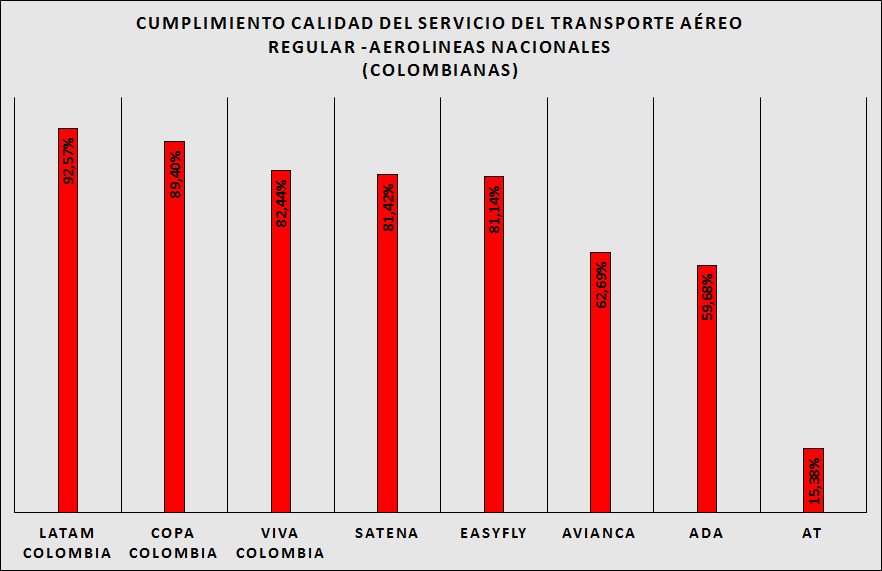 CUMPLIMIENTO CALIDAD DEL SERVICIO DEL TRANSPORTE AÉREO
REGULAR -AEROLINEAS NACIONALES
(COLOMBIANAS)
92,57%
89,40%
82,44%
81,42%
81,14%
62,69%
59,68%
15,38%
LATAM COLOMBIA
COPA COLOMBIA
VIVA COLOMBIA
SATENA
EASYFLY
AVIANCA
ADA
AT